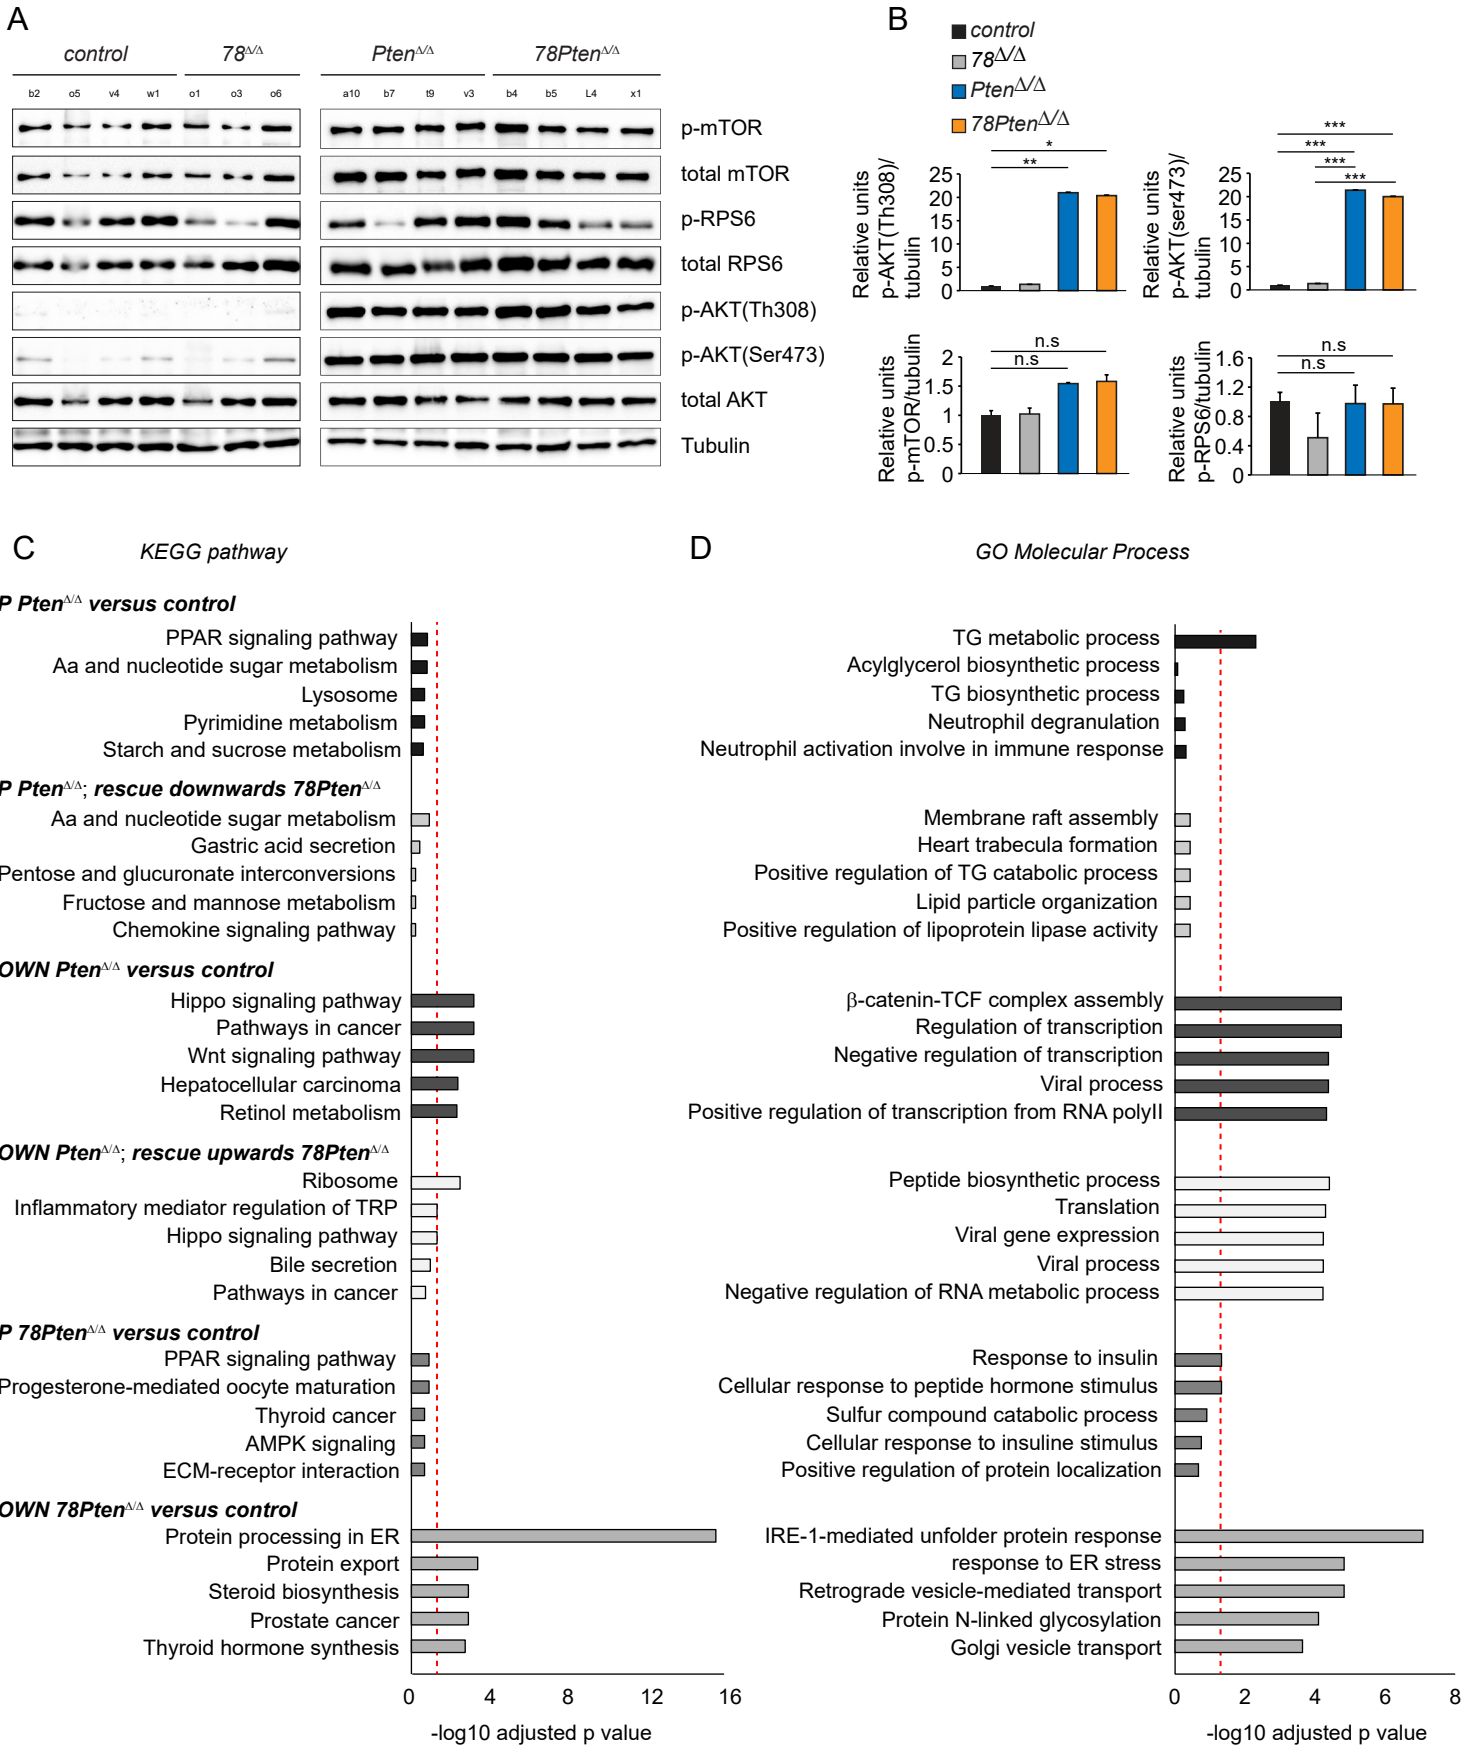 A
control 78Δ/Δ PtenΔ/Δ 78PtenΔ/Δ
b2 o5 v4 w1 o1 o3 o6 a10 b7 t9 v3 b4 b5 L4 x1
p-mTOR
total mTOR
p-RPS6
total RPS6
p-AKT(Th308)
p-AKT(Ser473)
total AKT
Tubulin
B
control
78Δ/Δ
PtenΔ/Δ
78PtenΔ/Δ
Relative units
p-AKT(Th308)/
tubulin
25
20
15
10
5
0
*
**
Relative units
p-AKT(ser473)/
tubulin
25
20
15
10
5
0
***
***
***
***
Relative units
p-mTOR/tubulin
2
1.5
1
0.5
0
n.s
n.s
Relative units
p-RPS6/tubulin
1.6
1.2
0.8
0.4
0
n.s
n.s
C
KEGG pathway
P PtenΔ/Δ versus control
PPAR signaling pathway
Aa and nucleotide sugar metabolism
Lysosome
Pyrimidine metabolism
Starch and sucrose metabolism
P PtenΔ/Δ; rescue downwards 78PtenΔ/Δ
Aa and nucleotide sugar metabolism
Gastric acid secretion
Pentose and glucuronate interconversions
Fructose and mannose metabolism
Chemokine signaling pathway
OWN PtenΔ/Δ versus control
Hippo signaling pathway
Pathways in cancer
Wnt signaling pathway
Hepatocellular carcinoma
Retinol metabolism
OWN PtenΔ/Δ; rescue upwards 78PtenΔ/Δ
Ribosome
Inflammatory mediator regulation of TRP
Hippo signaling pathway
Bile secretion
Pathways in cancer
P 78PtenΔ/Δ versus control
PPAR signaling pathway
Progesterone-mediated oocyte maturation
Thyroid cancer
AMPK signaling
ECM-receptor interaction
OWN 78PtenΔ/Δ versus control
Protein processing in ER
Protein export
Steroid biosynthesis
Prostate cancer
Thyroid hormone synthesis
0 4 8 12 16
-log10 adjusted p value
D
GO Molecular Process
TG metabolic process
Acylglycerol biosynthetic process
TG biosynthetic process
Neutrophil degranulation
Neutrophil activation involve in immune response
Membrane raft assembly
Heart trabecula formation
Positive regulation of TG catabolic process
Lipid particle organization
Positive regulation of lipoprotein lipase activity
β-catenin-TCF complex assembly
Regulation of transcription
Negative regulation of transcription
Viral process
Positive regulation of transcription from RNA polyII
Peptide biosynthetic process
Translation
Viral gene expression
Viral process
Negative regulation of RNA metabolic process
Response to insulin
Cellular response to peptide hormone stimulus
Sulfur compound catabolic process
Cellular response to insuline stimulus
Positive regulation of protein localization
IRE-1-mediated unfolder protein response
response to ER stress
Retrograde vesicle-mediated transport
Protein N-linked glycosylation
Golgi vesicle transport
0 2 4 6 8
-log10 adjusted p value